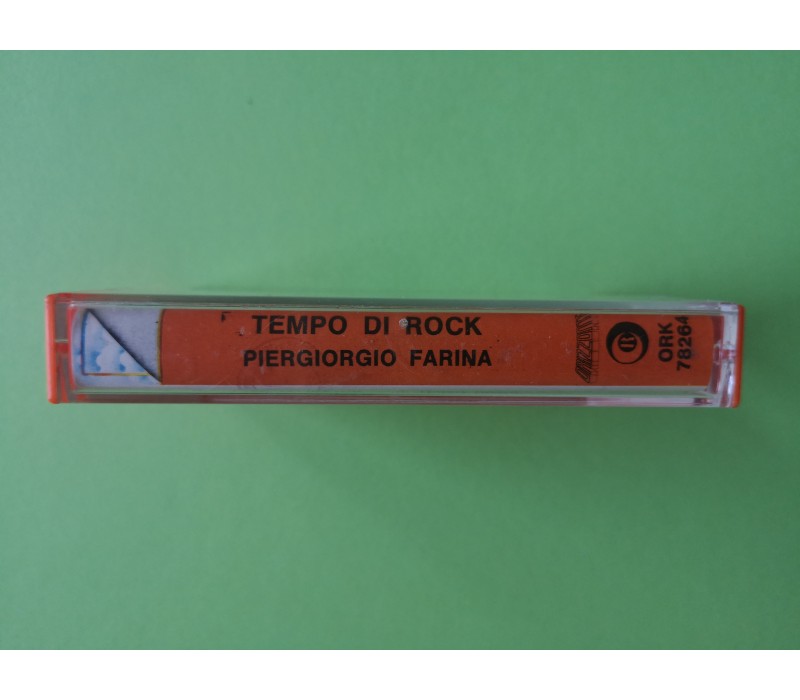 TEMPO DI ROCK
PIERGIORGIO FARINA
ORK
78264